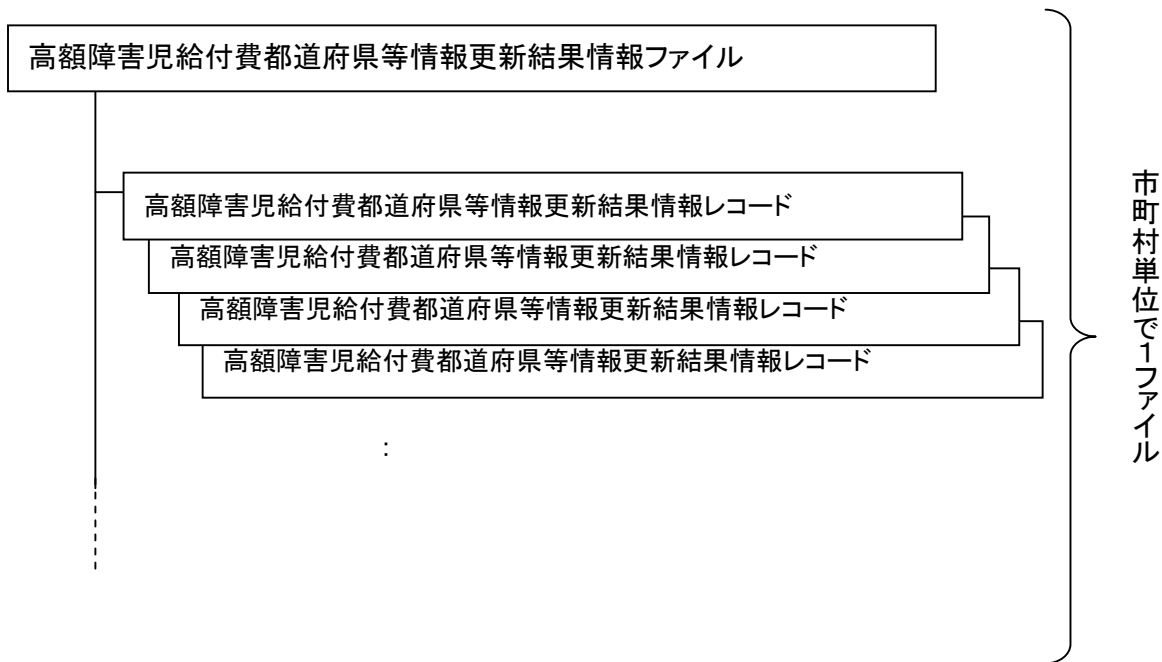 高額障害児給付費都道府県等情報更新結果情報ファイル
高額障害児給付費都道府県等情報更新結果情報レコード
高額障害児給付費都道府県等情報更新結果情報レコード
高額障害児給付費都道府県等情報更新結果情報レコード
高額障害児給付費都道府県等情報更新結果情報レコード
:
市町村単位で1ファイル